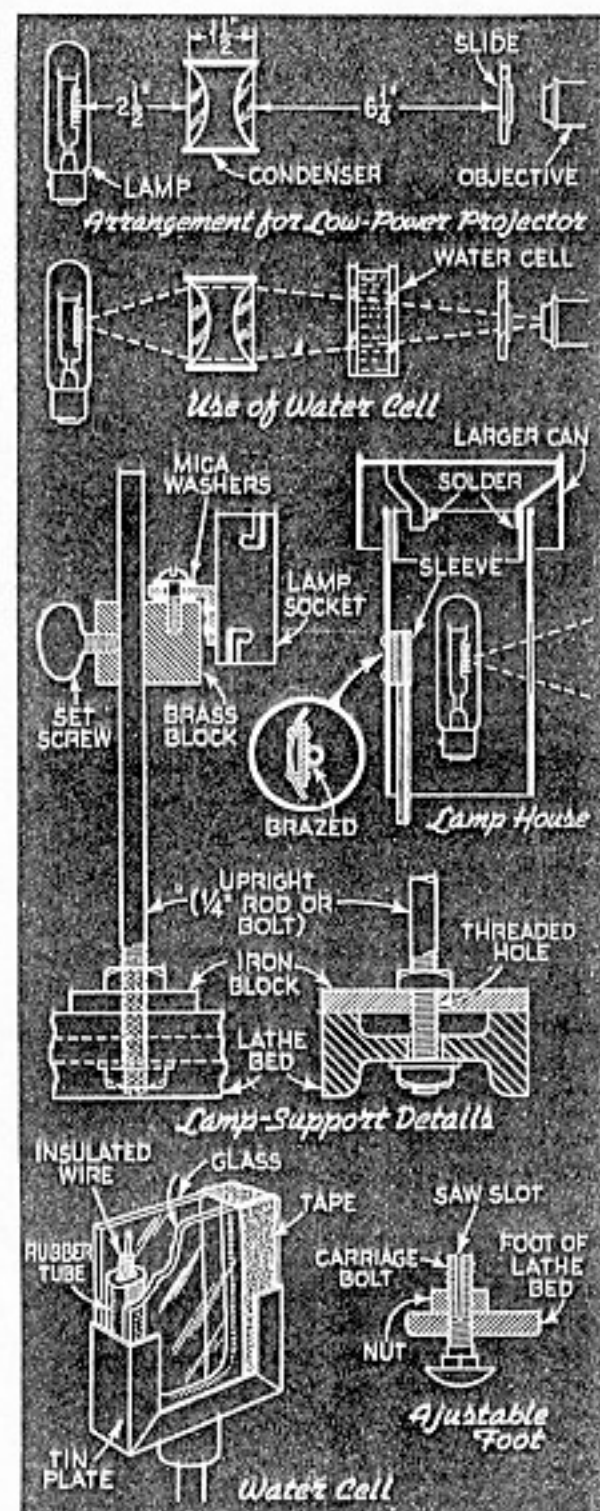 1 1/2"
SLIDE
2 1/2"
6 1/4"
LAMP
CONDENSER
OBJECTIVE
Arrangement for Low-Power Projector
WATER CELL
Use of Water Cell
MICA
WASHERS
LARGER CAN
SOLDER
SLEEVE
LAMP
SOCKET
SET
SCREW
BRASS
BLOCK
BRAZED
Lamp House
UPRIGHT
(1/4" ROD OR
BOLT)
THREADED
HOLE
IRON
BLOCK
LATHE
BED
Lamp-Support Details
INSULATED
WIRE
GLASS
TAPE
RUBBER
TUBE
SAW SLOT
CARRIAGE
BOLT
FOOT OF
LATHE
BED
NUT
Ajustable
Foot
TIN
PLATE
Water Cell